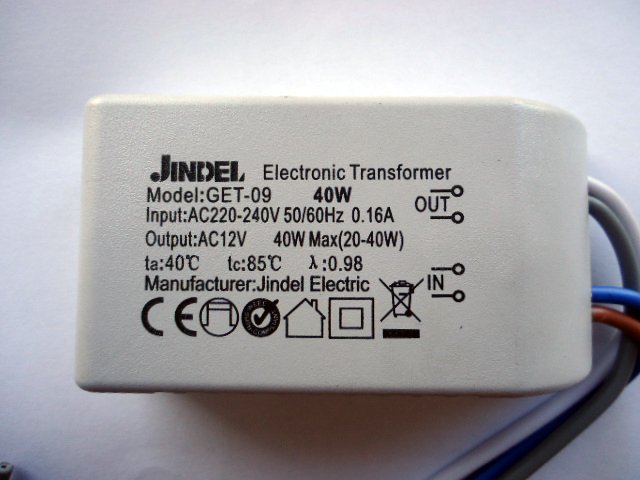 JINDEL Electronic Transformer
Model:GET-09 40W
Input:AC220-240V 50/60Hz 0.16A
OUT
Output:AC12V 40W Max(20-40W)
ta:40℃ tc:85℃ λ:0.98
Manufacturer:Jindel Electric
IN
CE